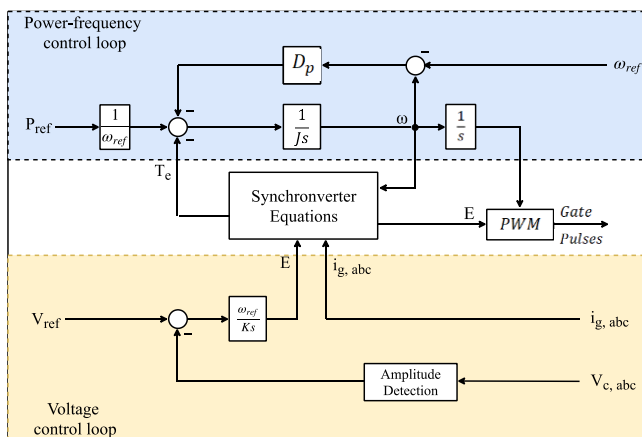 Power-frequency
control loop
D_p
−
−
ω_ref
P_ref
1/ω_ref
−
1/Js
ω
1/s
T_e
Synchronverter
Equations
E
PWM
Gate
Pulses
E
i_g, abc
V_ref
−
ω_ref/Ks
i_g, abc
Amplitude
Detection
V_c, abc
Voltage
control loop